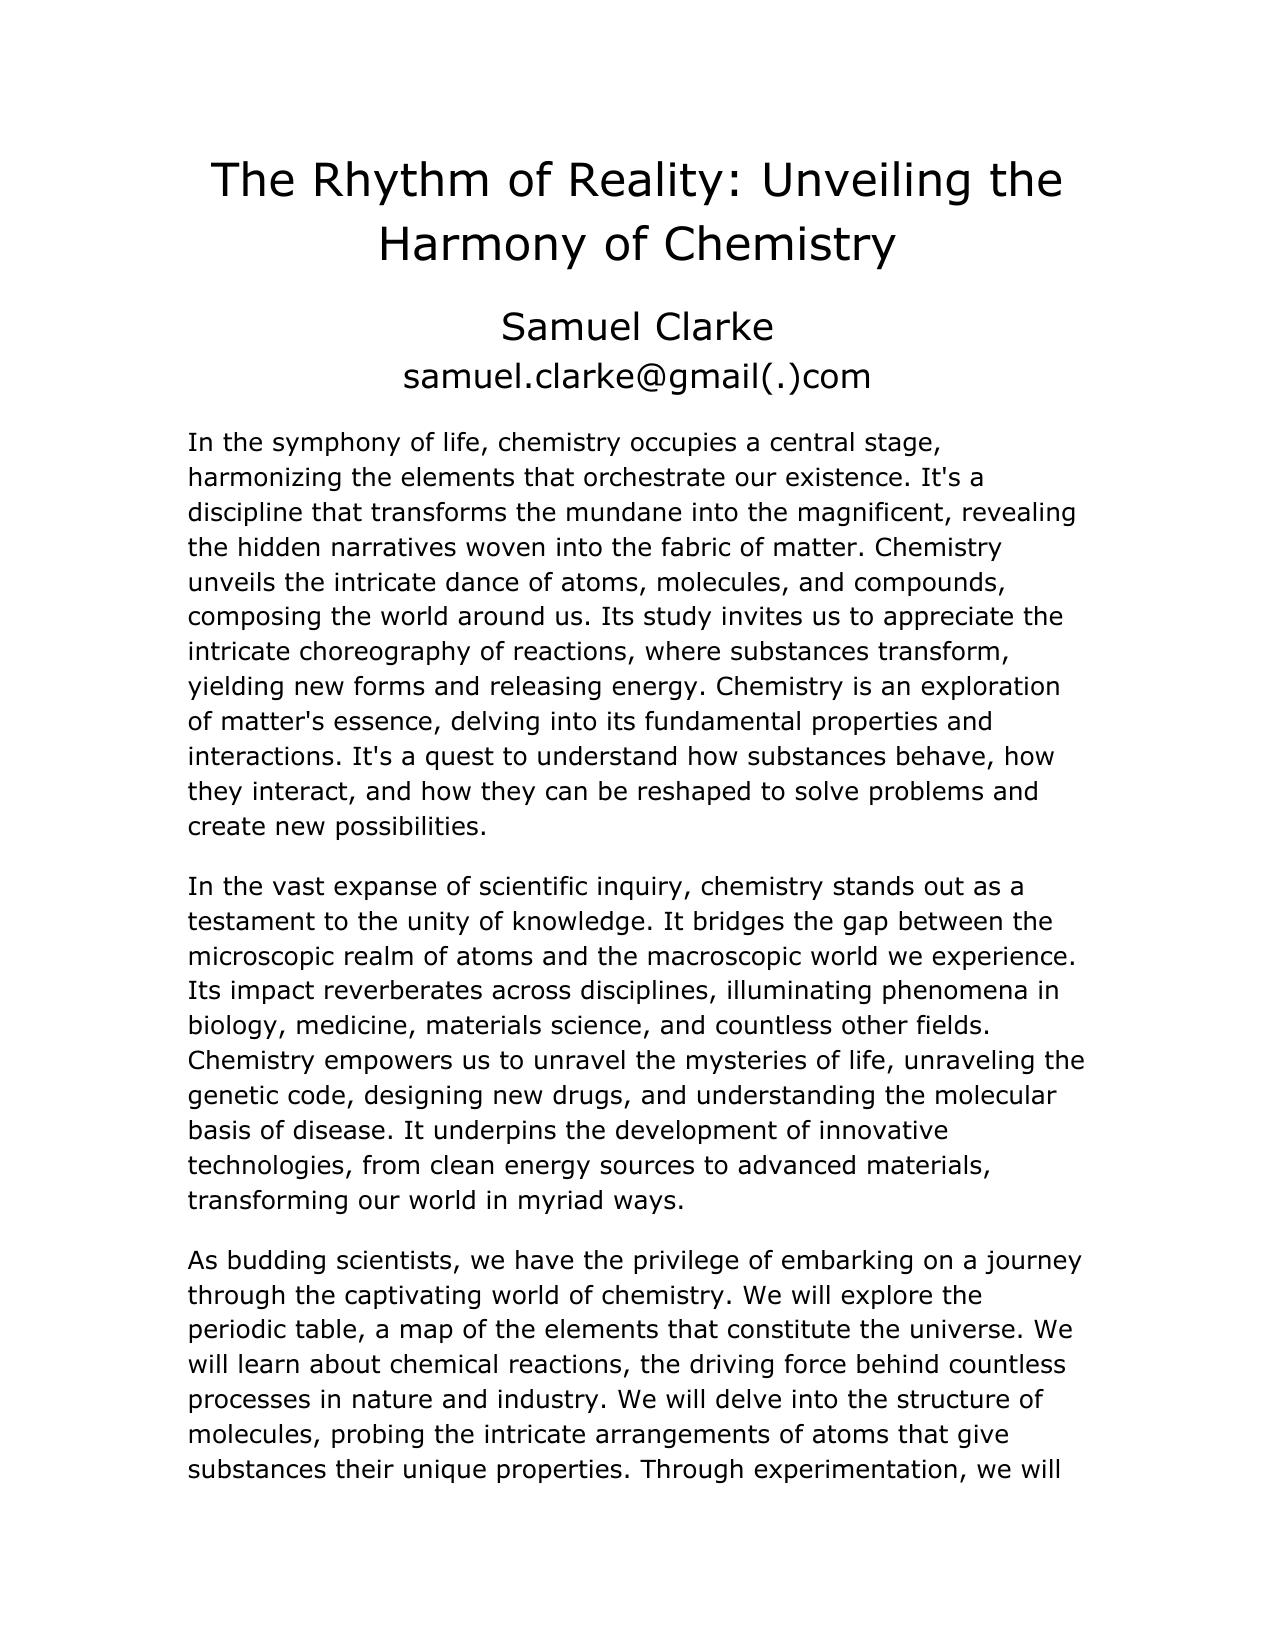 The Rhythm of Reality: Unveiling the
Harmony of Chemistry
Samuel Clarke
samuel.clarke@gmail(.)com
In the symphony of life, chemistry occupies a central stage,
harmonizing the elements that orchestrate our existence. It's a
discipline that transforms the mundane into the magnificent, revealing
the hidden narratives woven into the fabric of matter. Chemistry
unveils the intricate dance of atoms, molecules, and compounds,
composing the world around us. Its study invites us to appreciate the
intricate choreography of reactions, where substances transform,
yielding new forms and releasing energy. Chemistry is an exploration
of matter's essence, delving into its fundamental properties and
interactions. It's a quest to understand how substances behave, how
they interact, and how they can be reshaped to solve problems and
create new possibilities.
In the vast expanse of scientific inquiry, chemistry stands out as a
testament to the unity of knowledge. It bridges the gap between the
microscopic realm of atoms and the macroscopic world we experience.
Its impact reverberates across disciplines, illuminating phenomena in
biology, medicine, materials science, and countless other fields.
Chemistry empowers us to unravel the mysteries of life, unraveling the
genetic code, designing new drugs, and understanding the molecular
basis of disease. It underpins the development of innovative
technologies, from clean energy sources to advanced materials,
transforming our world in myriad ways.
As budding scientists, we have the privilege of embarking on a journey
through the captivating world of chemistry. We will explore the
periodic table, a map of the elements that constitute the universe. We
will learn about chemical reactions, the driving force behind countless
processes in nature and industry. We will delve into the structure of
molecules, probing the intricate arrangements of atoms that give
substances their unique properties. Through experimentation, we will